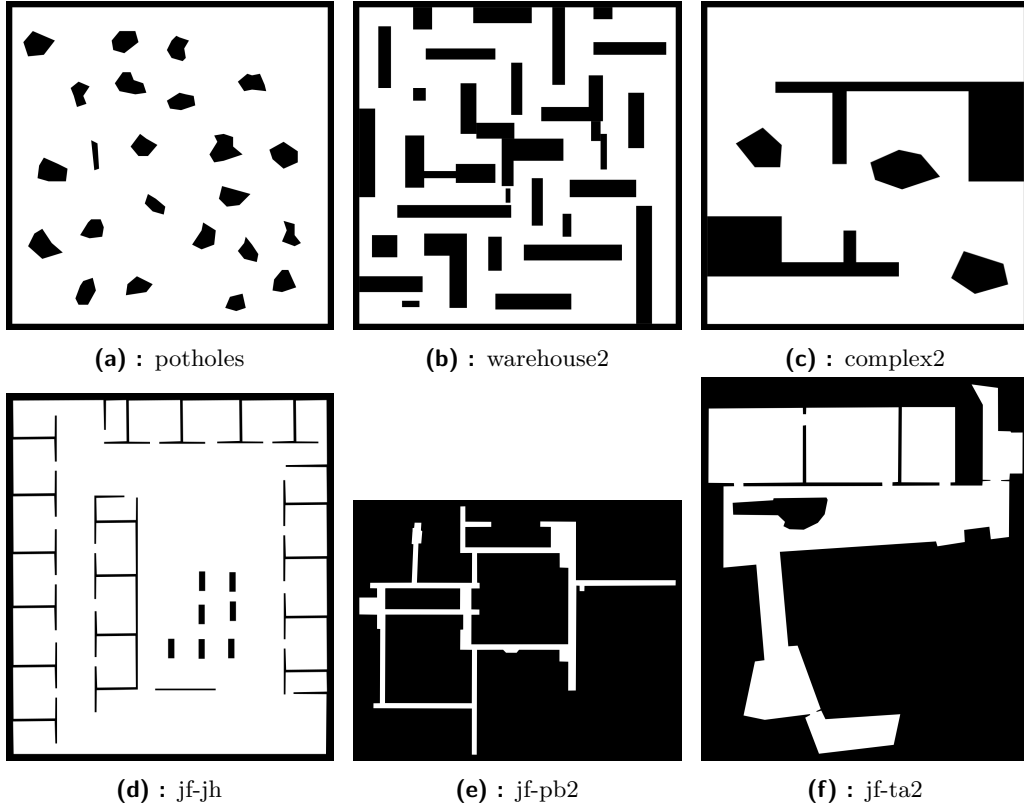 (a) : potholes
(b) : warehouse2
(c) : complex2
(d) : jf-jh
(e) : jf-pb2
(f) : jf-ta2